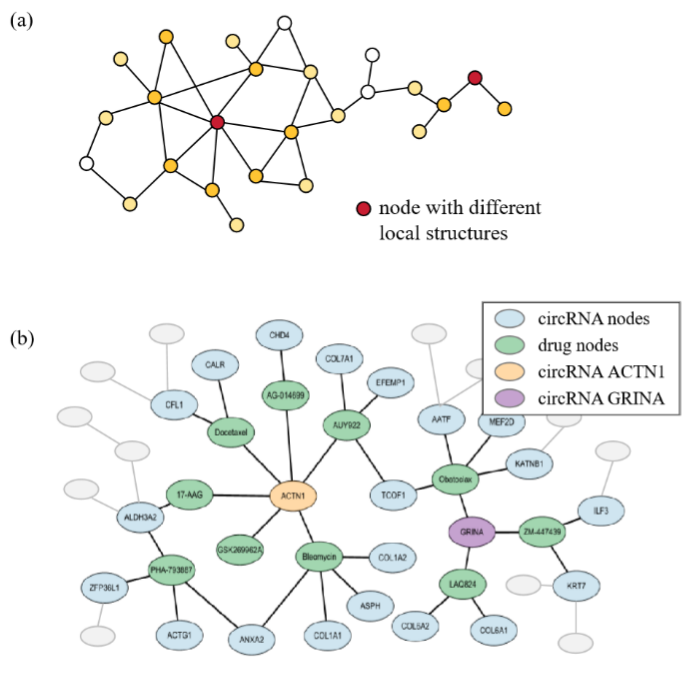 (a)
node with different
local structures
(b)
circRNA nodes
drug nodes
circRNA ACTN1
circRNA GRINA
CHD4
CALR
COL7A1
EFEMP1
CFL1
AG-014699
AATF
MEF2D
Docetaxel
AUY922
KATNB1
Obatoclax
17-AAG
ACTN1
TCOF1
ILF3
ALDH3A2
GRINA
ZM-447439
GSK269962A
Bleomycin
COL1A2
PHA-793887
ZFP36L1
LAQ824
KRT7
ASPH
ACTG1
ANXA2
COL1A1
COL5A2
COL6A1